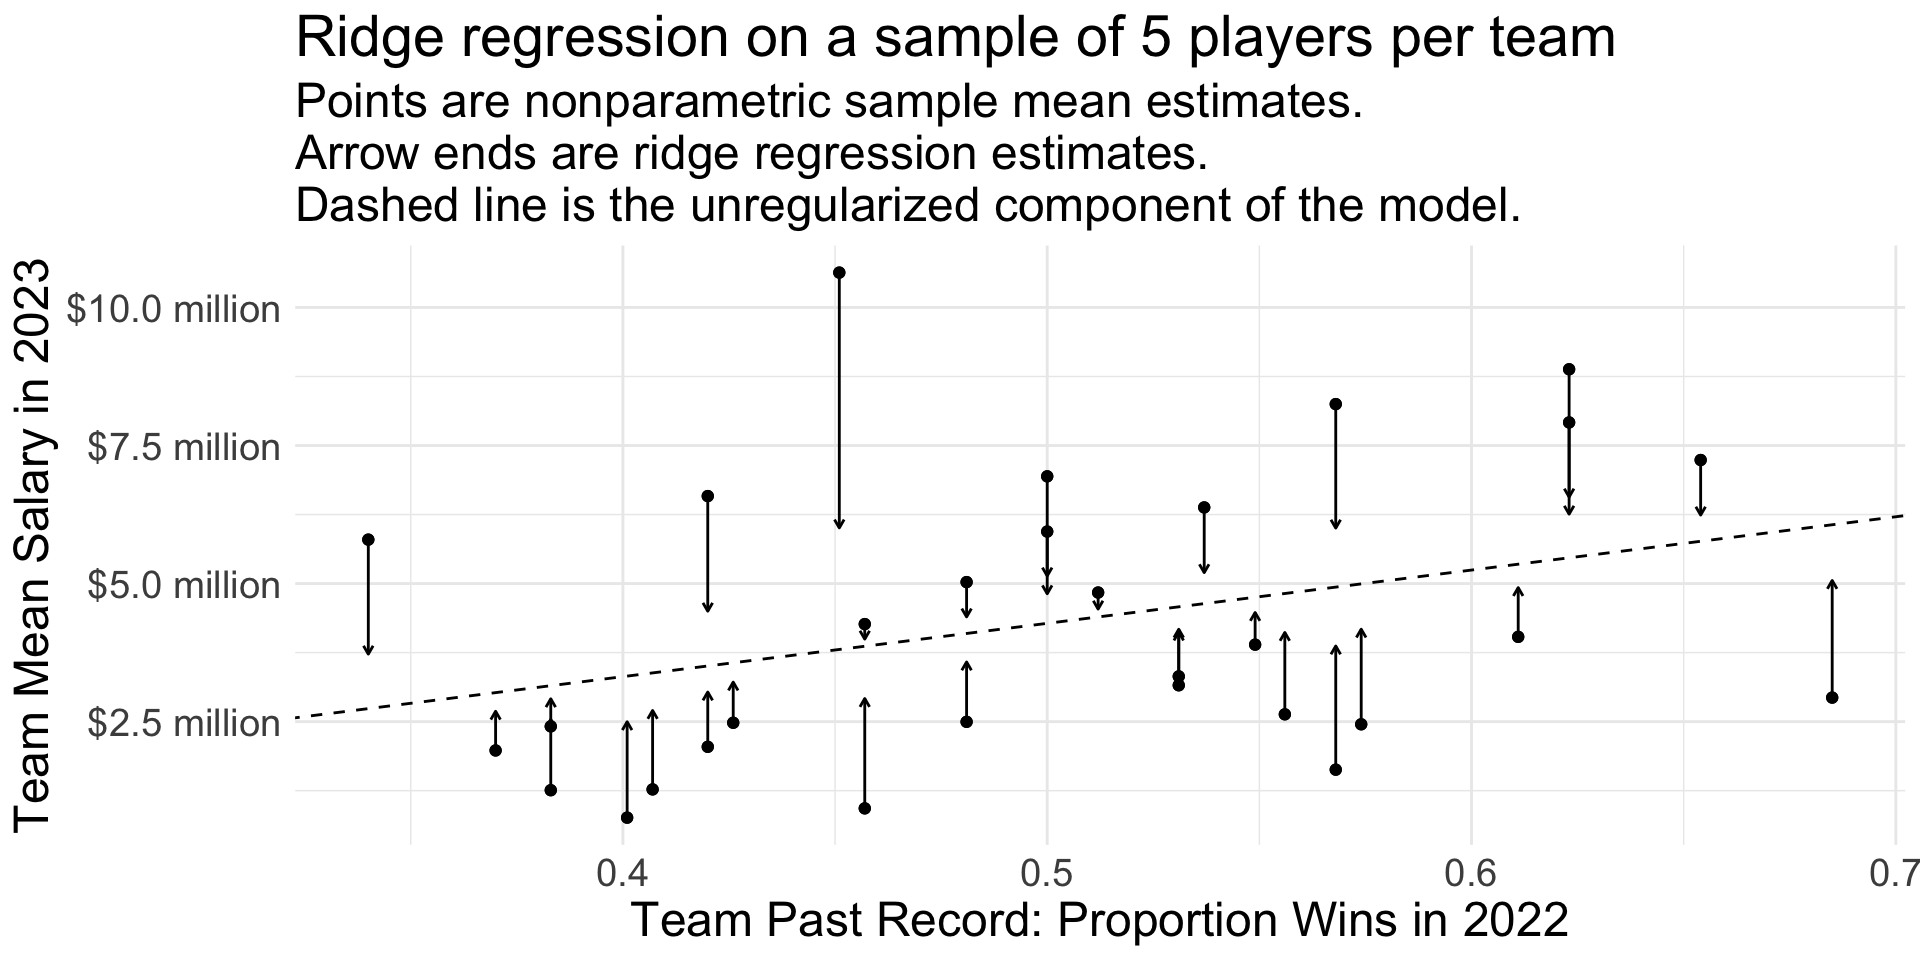 Ridge regression on a sample of 5 players per team
Points are nonparametric sample mean estimates.
Arrow ends are ridge regression estimates.
Dashed line is the unregularized component of the model.
Team Mean Salary in 2023
$10.0 million
$7.5 million
$5.0 million
$2.5 million
0.4
0.5
0.6
0.7
Team Past Record: Proportion Wins in 2022